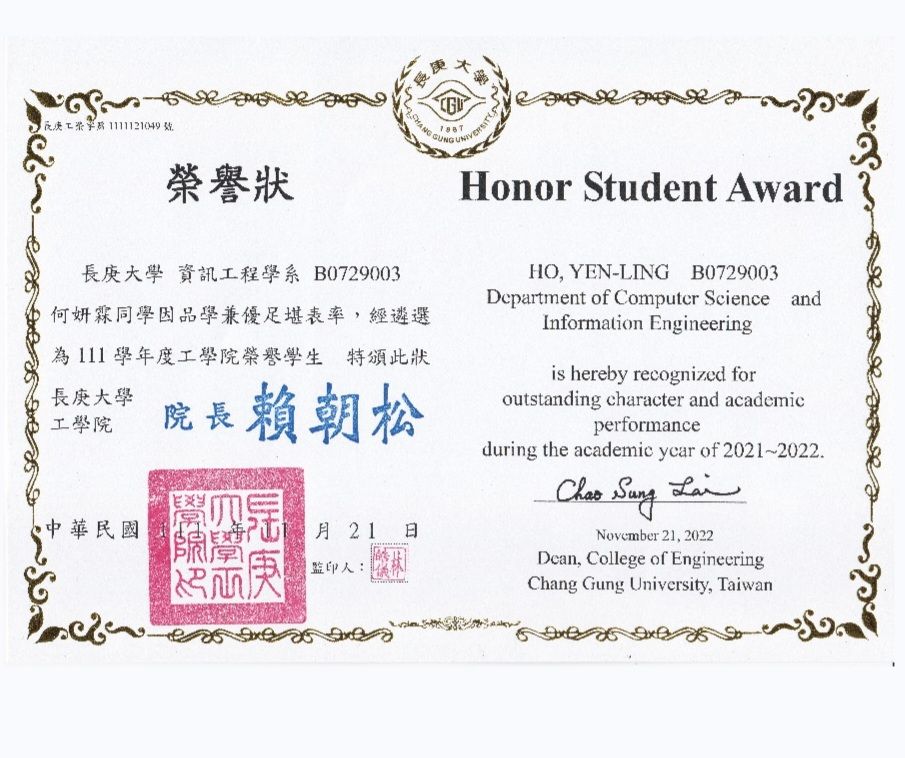 長庚大學
CGU
1987
CHANG GUNG UNIVERSITY
長庚工榮字第 1111121049 號
榮譽狀
長庚大學 資訊工程學系 B0729003
何妍霖同學因品學兼優足堪表率，經遴選
為 111 學年度工學院榮譽學生 特頒此狀
長庚大學
工學院
院長 賴朝松
長庚大學工學院印
中華民國 111 年 11 月 21 日
監印人：
Honor Student Award
HO, YEN-LING B0729003
Department of Computer Science and
Information Engineering
is hereby recognized for
outstanding character and academic
performance
during the academic year of 2021~2022.
Chao Sung Lai
November 21, 2022
Dean, College of Engineering
Chang Gung University, Taiwan